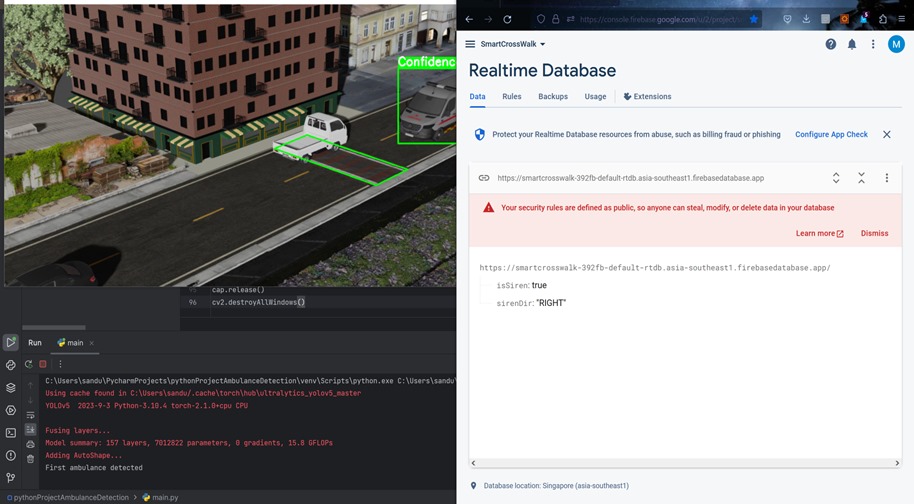 Confidenc
cap.release()
96 cv2.destroyAllWindows()
Run main
C:\Users\sandu\PycharmProjects\pythonProjectAmbulanceDetection\venv\Scripts\python.exe C:\Users\sandu\
Using cache found in C:\Users\sandu/.cache\torch\hub\ultralytics_yolov5_master
YOLOv5 2023-9-3 Python-3.10.4 torch-2.1.0+cpu CPU
Fusing layers...
Model summary: 157 layers, 7012822 parameters, 0 gradients, 15.8 GFLOPs
Adding AutoShape...
First ambulance detected
pythonProjectAmbulanceDetection > main.py
https://console.firebase.google.com/u/2/project/
SmartCrossWalk
M
Realtime Database
Data Rules Backups Usage Extensions
Protect your Realtime Database resources from abuse, such as billing fraud or phishing Configure App Check
https://smartcrosswalk-392fb-default-rtdb.asia-southeast1.firebasedatabase.app
Your security rules are defined as public, so anyone can steal, modify, or delete data in your database
Learn more Dismiss
https://smartcrosswalk-392fb-default-rtdb.asia-southeast1.firebasedatabase.app/
isSiren: true
sirenDir: "RIGHT"
Database location: Singapore (asia-southeast1)